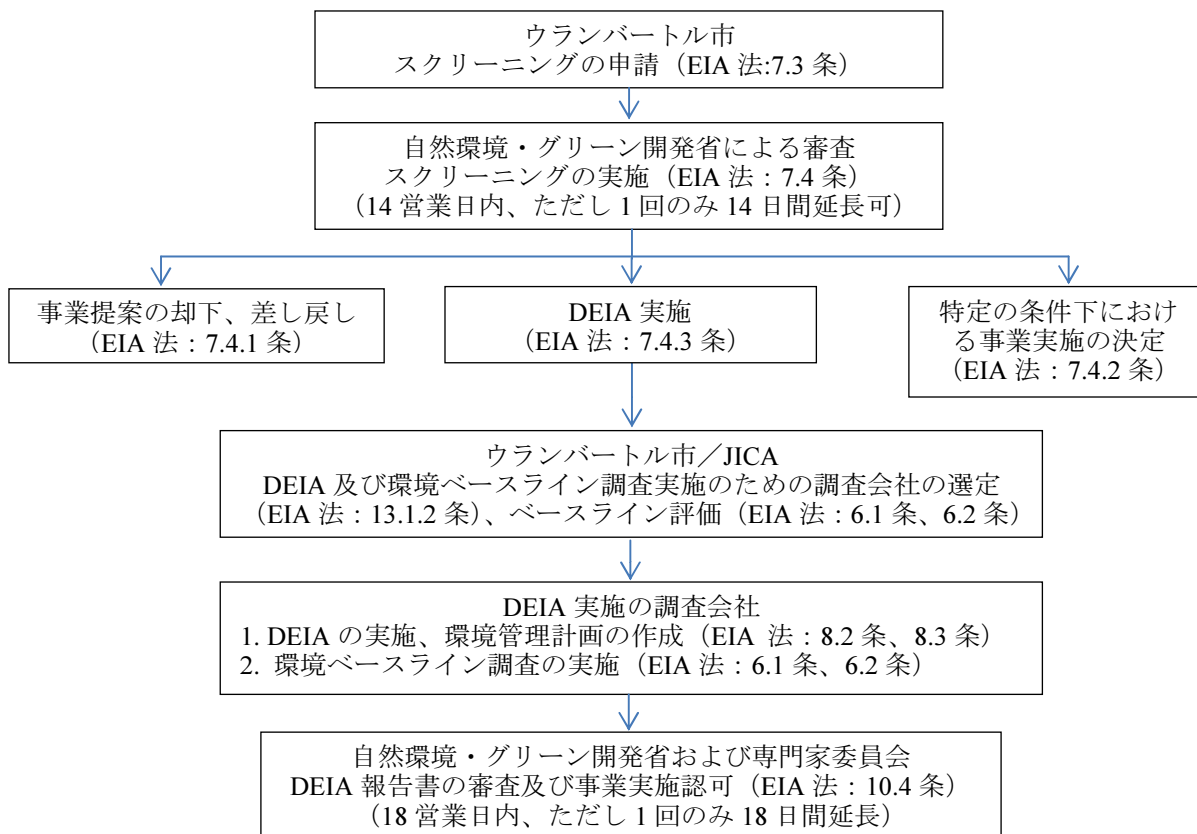 ウランバートル市
スクリーニングの申請（EIA 法:7.3 条）
自然環境・グリーン開発省による審査
スクリーニングの実施（EIA 法：7.4 条）
（14 営業日内、ただし 1 回のみ 14 日間延長可）
事業提案の却下、差し戻し
（EIA 法：7.4.1 条）
DEIA 実施
（EIA 法：7.4.3 条）
特定の条件下におけ
る事業実施の決定
（EIA 法：7.4.2 条）
ウランバートル市／JICA
DEIA 及び環境ベースライン調査実施のための調査会社の選定
（EIA 法：13.1.2 条）、ベースライン評価（EIA 法：6.1 条、6.2 条）
DEIA 実施の調査会社
1. DEIA の実施、環境管理計画の作成（EIA 法：8.2 条、8.3 条）
2. 環境ベースライン調査の実施（EIA 法：6.1 条、6.2 条）
自然環境・グリーン開発省および専門家委員会
DEIA 報告書の審査及び事業実施認可（EIA 法：10.4 条）
（18 営業日内、ただし 1 回のみ 18 日間延長）